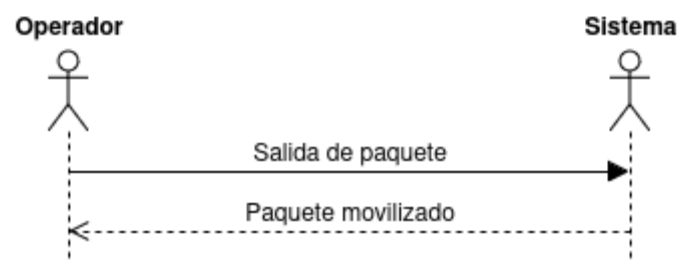 Operador
Sistema
Salida de paquete
Paquete movilizado